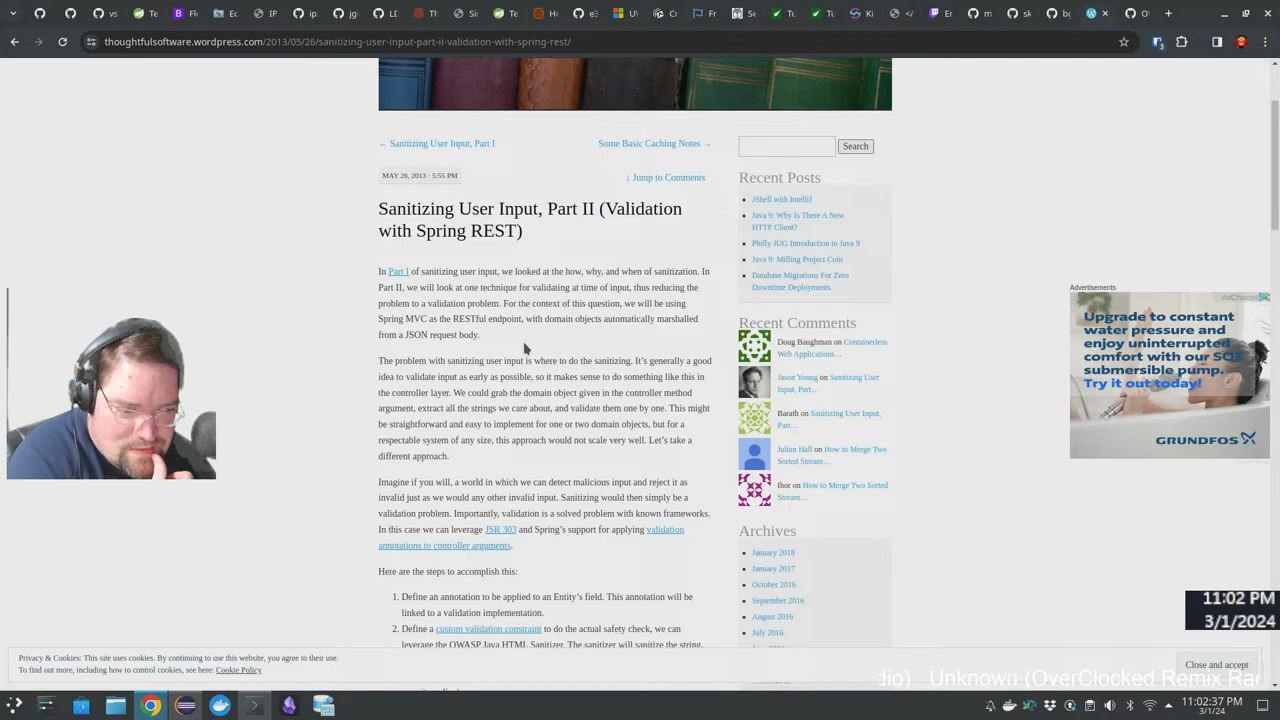 thoughtfulsoftware.wordpress.com/2013/05/26/sanitizing-user-input-part-ii-validation-with-spring-rest/
← Sanitizing User Input, Part I
Some Basic Caching Notes →
MAY 26, 2013 · 5:55 PM
↓ Jump to Comments
Sanitizing User Input, Part II (Validation
with Spring REST)
In Part I of sanitizing user input, we looked at the how, why, and when of sanitization. In
Part II, we will look at one technique for validating at time of input, thus reducing the
problem to a validation problem. For the context of this question, we will be using
Spring MVC as the RESTful endpoint, with domain objects automatically marshalled
from a JSON request body.
The problem with sanitizing user input is where to do the sanitizing. It's generally a good
idea to validate input as early as possible, so it makes sense to do something like this in
the controller layer. We could grab the domain object given in the controller method
argument, extract all the strings we care about, and validate them one by one. This might
be straightforward and easy to implement for one or two domain objects, but for a
respectable system of any size, this approach would not scale very well. Let's take a
different approach.
Imagine if you will, a world in which we can detect malicious input and reject it as
invalid just as we would any other invalid input. Sanitizing would then simply be a
validation problem. Importantly, validation is a solved problem with known frameworks.
In this case we can leverage JSR 303 and Spring's support for applying validation
annotations to controller arguments.
Here are the steps to accomplish this:
1. Define an annotation to be applied to an Entity's field. This annotation will be
linked to a validation implementation.
2. Define a custom validation constraint to do the actual safety check, we can
leverage the OWASP Java HTML Sanitizer. The sanitizer will sanitize the string,
Search
Recent Posts
JShell with IntelliJ
Java 9: Why Is There A New
HTTP Client?
Philly JUG Introduction to Java 9
Java 9: Milling Project Coin
Database Migrations For Zero
Downtime Deployments
Recent Comments
Doug Baughman on Containerless
Web Applications…
Jason Young on Sanitizing User
Input, Part…
Barath on Sanitizing User Input,
Part…
Julian Hall on How to Merge Two
Sorted Stream…
Ihor on How to Merge Two Sorted
Stream…
Archives
January 2018
January 2017
October 2016
September 2016
August 2016
July 2016
Advertisements
AdChoices
Upgrade to constant
water pressure and
enjoy uninterrupted
comfort with our SQE
submersible pump.
Try it out today!
GRUNDFOS
11:02 PM
3/1/2024
Privacy & Cookies: This site uses cookies. By continuing to use this website, you agree to their use.
To find out more, including how to control cookies, see here: Cookie Policy
Close and accept
dio) Unknown (OverClocked Remix Rad
11:02:37 PM
3/1/24